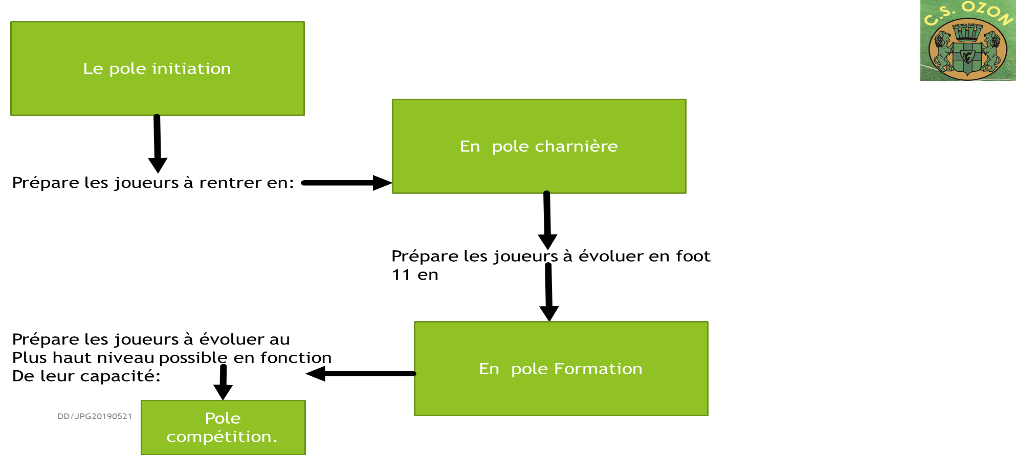 C.S. OZON
Le pole initiation
En pole charnière
Prépare les joueurs à rentrer en:
Prépare les joueurs à évoluer en foot
11 en
En pole Formation
Prépare les joueurs à évoluer au
Plus haut niveau possible en fonction
De leur capacité:
DD/JPG20190521
Pole
compétition.